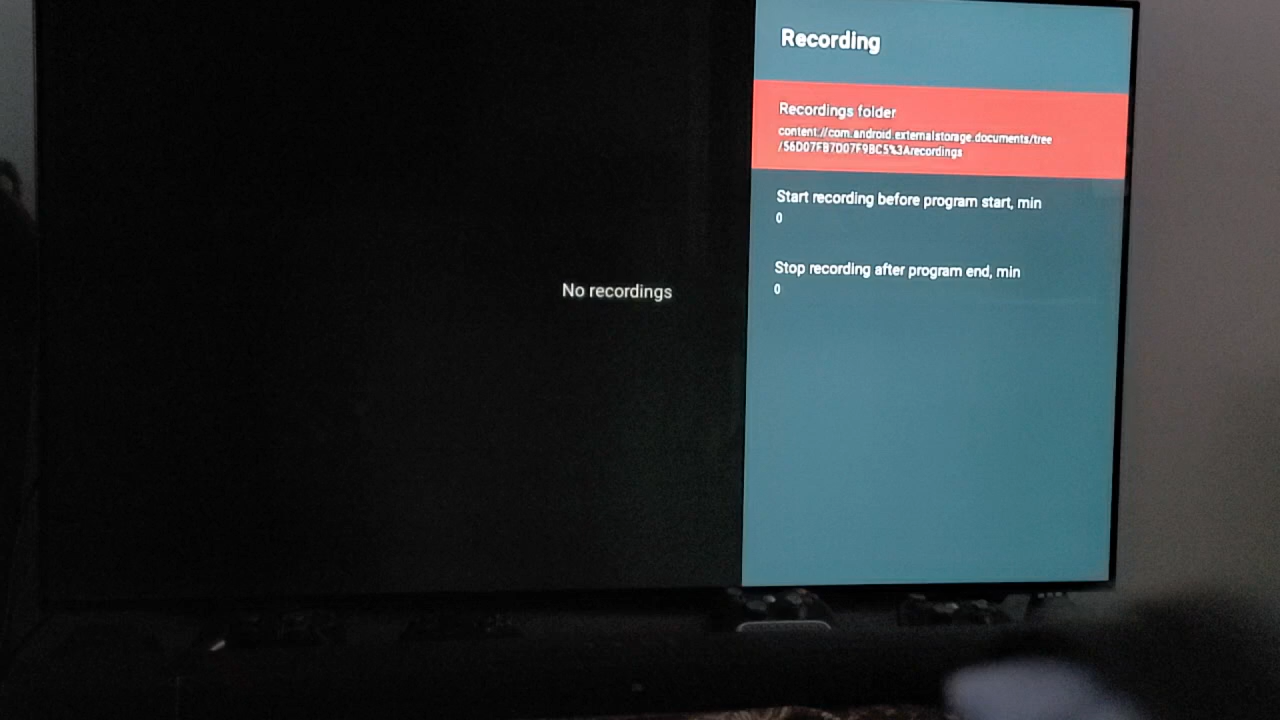 Recording
Recordings folder
content://com.android.externalstorage.documents/tree
/56D07FB7D07F9BC5%3Arecordings
Start recording before program start, min
0
No recordings
Stop recording after program end, min
0